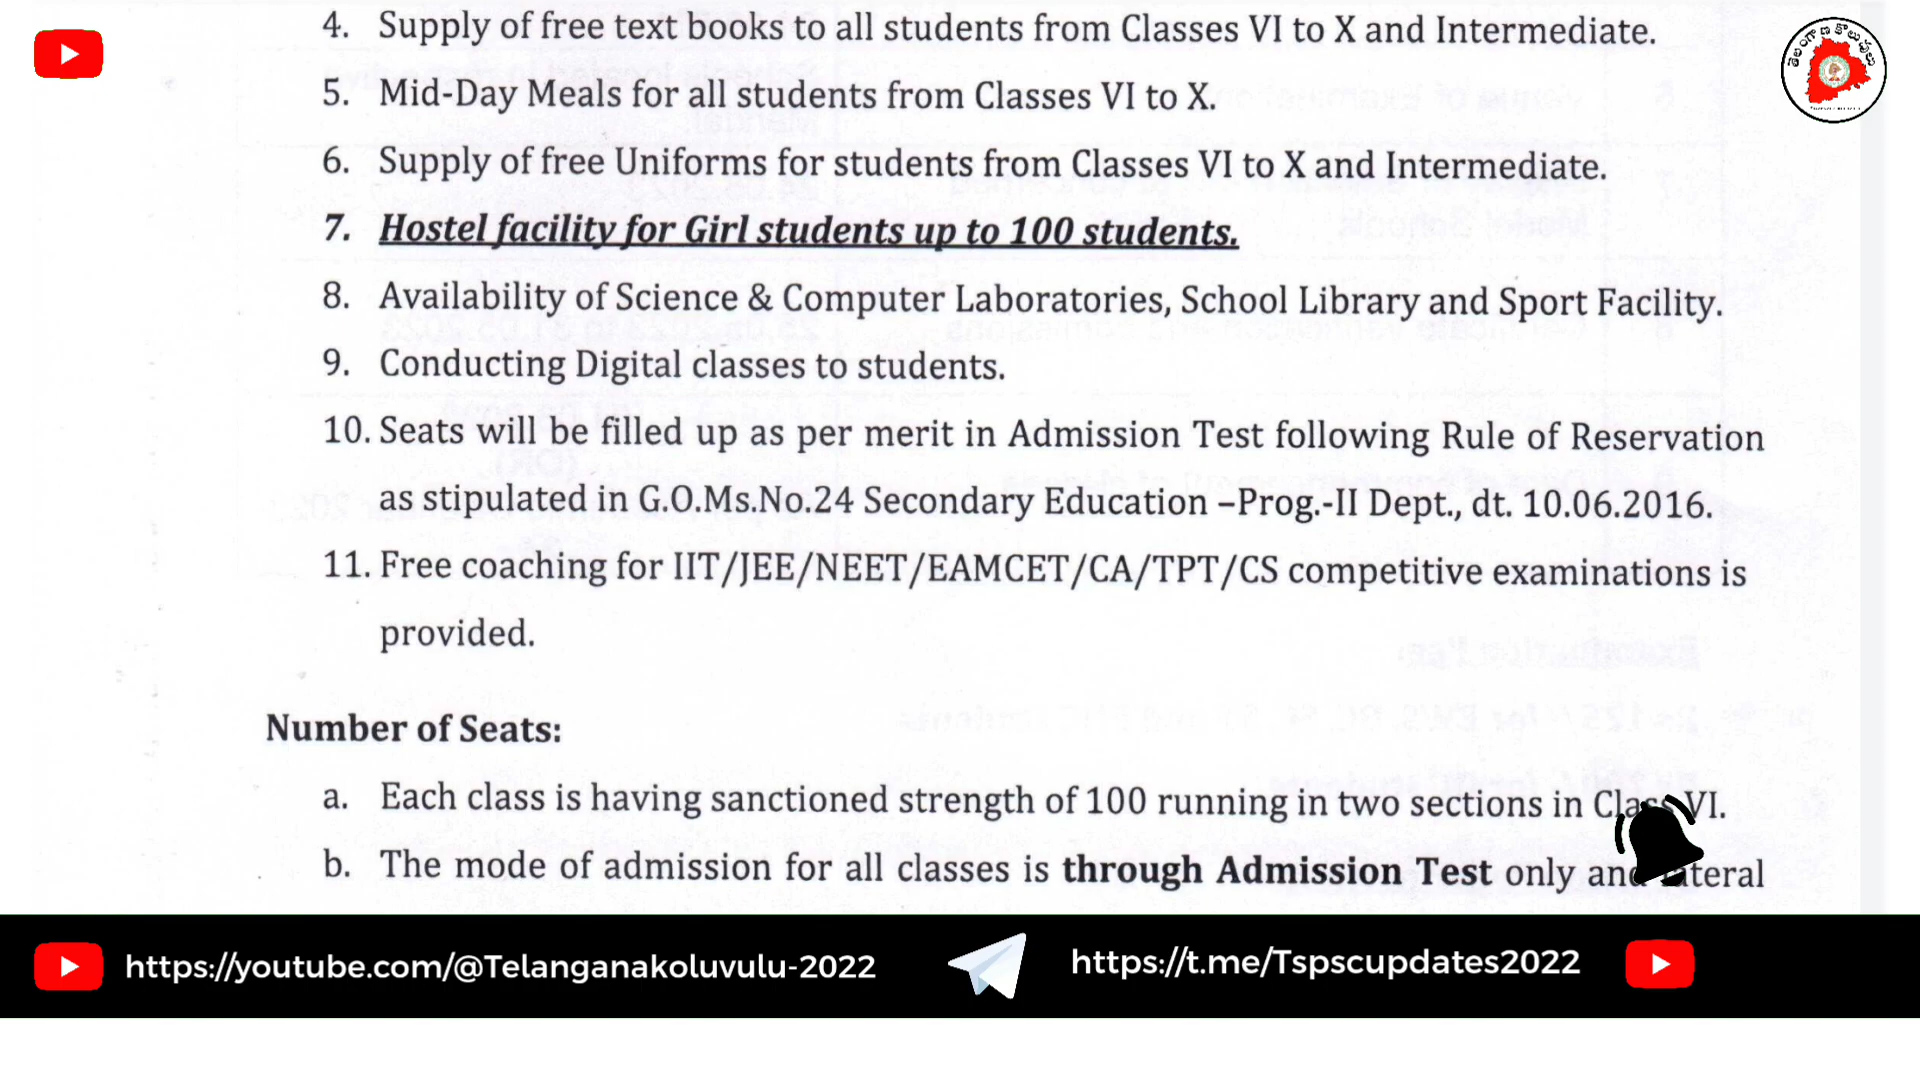 4. Supply of free text books to all students from Classes VI to X and Intermediate.
5. Mid-Day Meals for all students from Classes VI to X.
6. Supply of free Uniforms for students from Classes VI to X and Intermediate.
7. Hostel facility for Girl students up to 100 students.
8. Availability of Science & Computer Laboratories, School Library and Sport Facility.
9. Conducting Digital classes to students.
10. Seats will be filled up as per merit in Admission Test following Rule of Reservation
as stipulated in G.O.Ms.No.24 Secondary Education –Prog.-II Dept., dt. 10.06.2016.
11. Free coaching for IIT/JEE/NEET/EAMCET/CA/TPT/CS competitive examinations is
provided.
Number of Seats:
a. Each class is having sanctioned strength of 100 running in two sections in Class VI.
b. The mode of admission for all classes is through Admission Test only and lateral
తెలంగాణ కొలువులు
https://youtube.com/@Telanganakoluvulu-2022
https://t.me/Tspscupdates2022